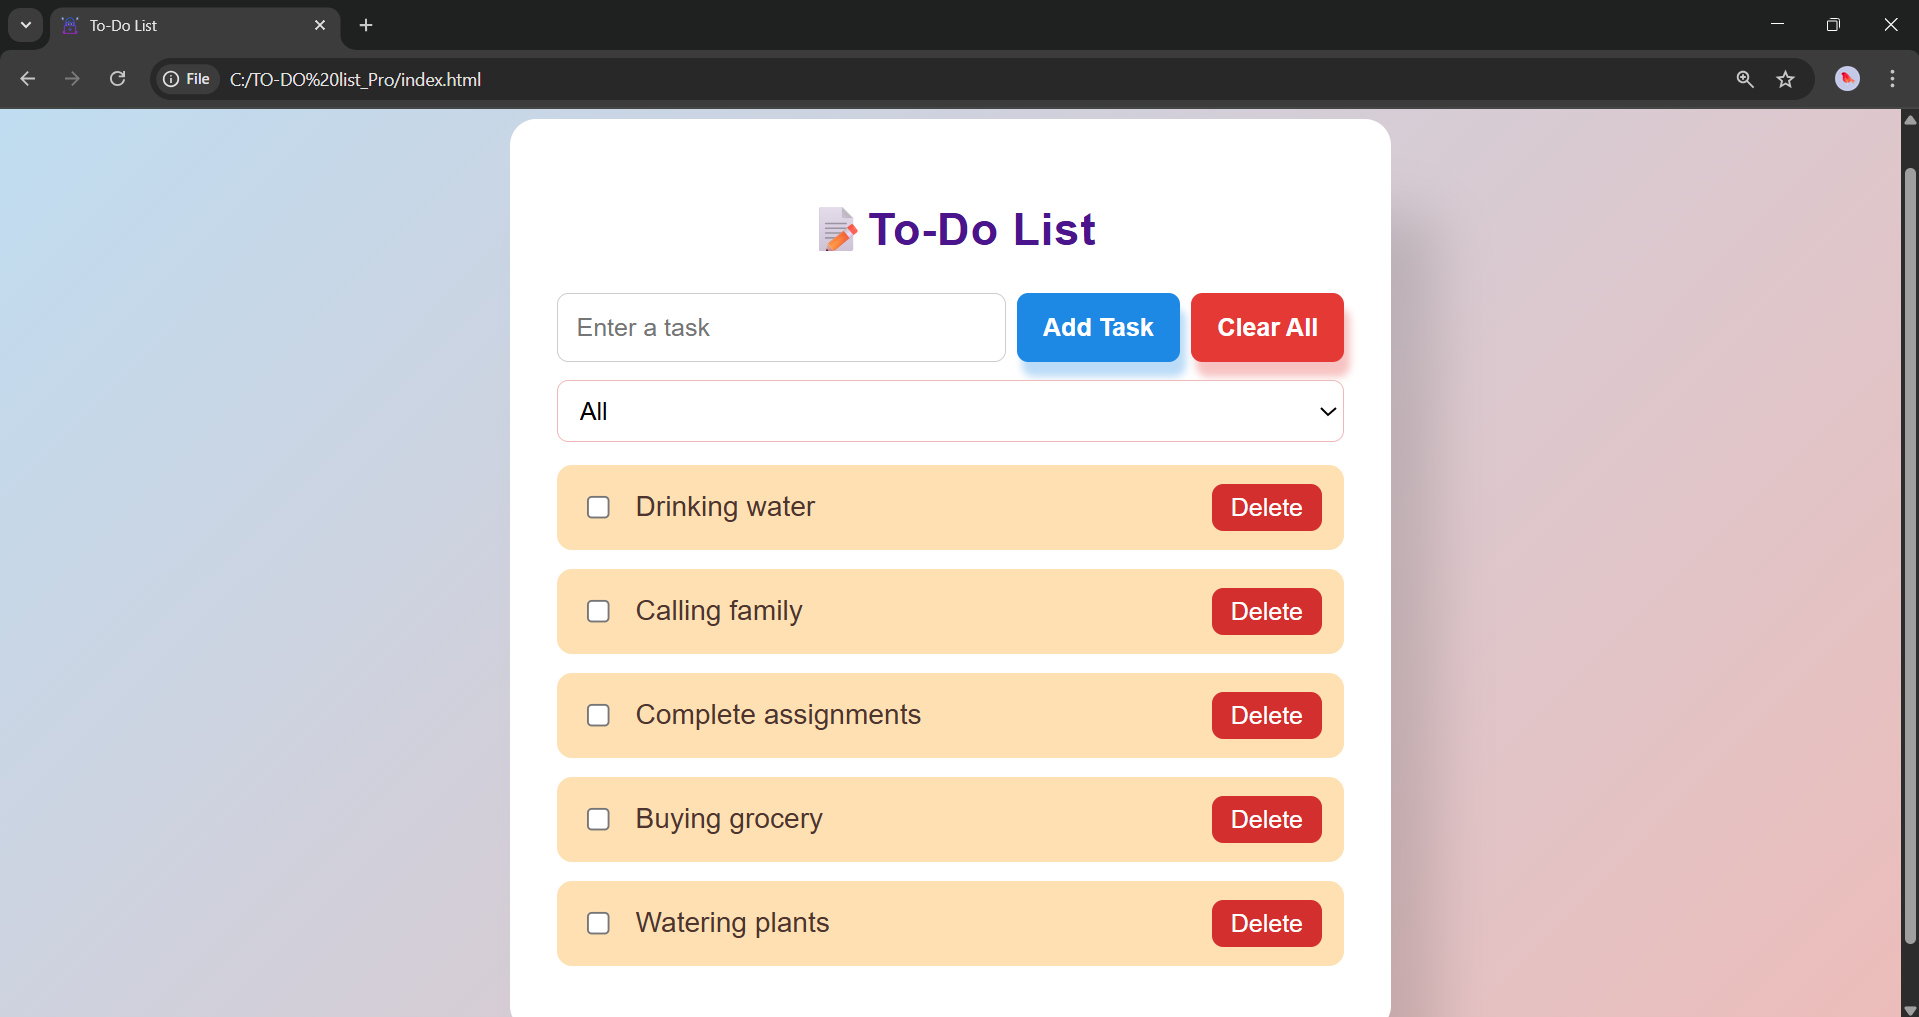 To-Do List
File C:/TO-DO%20list_Pro/index.html
To-Do List
Enter a task
Add Task
Clear All
All
Drinking water Delete
Calling family Delete
Complete assignments Delete
Buying grocery Delete
Watering plants Delete